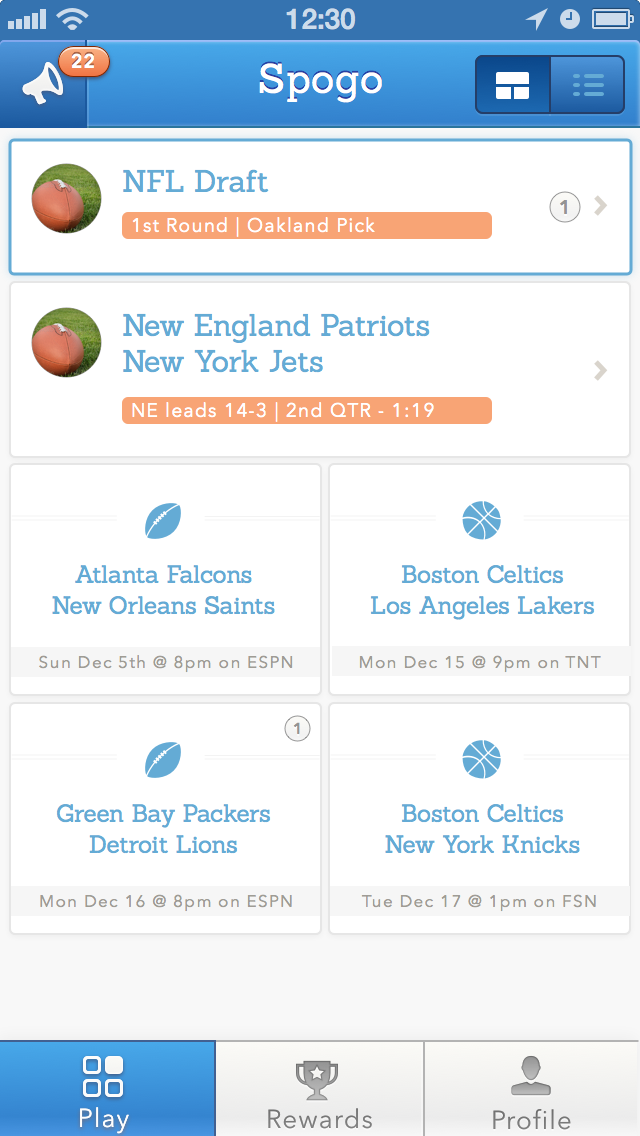 12:30
22
Spogo
NFL Draft
1st Round | Oakland Pick
1
New England Patriots
New York Jets
NE leads 14-3 | 2nd QTR - 1:19
Atlanta Falcons
New Orleans Saints
Sun Dec 5th @ 8pm on ESPN
Boston Celtics
Los Angeles Lakers
Mon Dec 15 @ 9pm on TNT
1
Green Bay Packers
Detroit Lions
Mon Dec 16 @ 8pm on ESPN
Boston Celtics
New York Knicks
Tue Dec 17 @ 1pm on FSN
Play
Rewards
Profile